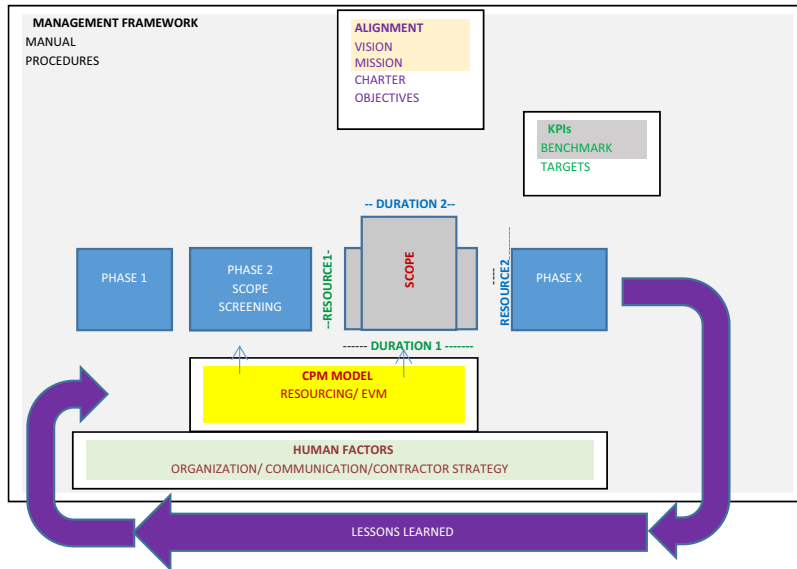 MANAGEMENT FRAMEWORK
MANUAL
PROCEDURES
ALIGNMENT
VISION
MISSION
CHARTER
OBJECTIVES
KPIs
BENCHMARK
TARGETS
-- DURATION 2--
PHASE 1
PHASE 2
SCOPE
SCREENING
--RESOURCE1-
SCOPE
RESOURCE2 ----
PHASE X
------ DURATION 1 -------
CPM MODEL
RESOURCING/ EVM
HUMAN FACTORS
ORGANIZATION/ COMMUNICATION/CONTRACTOR STRATEGY
LESSONS LEARNED